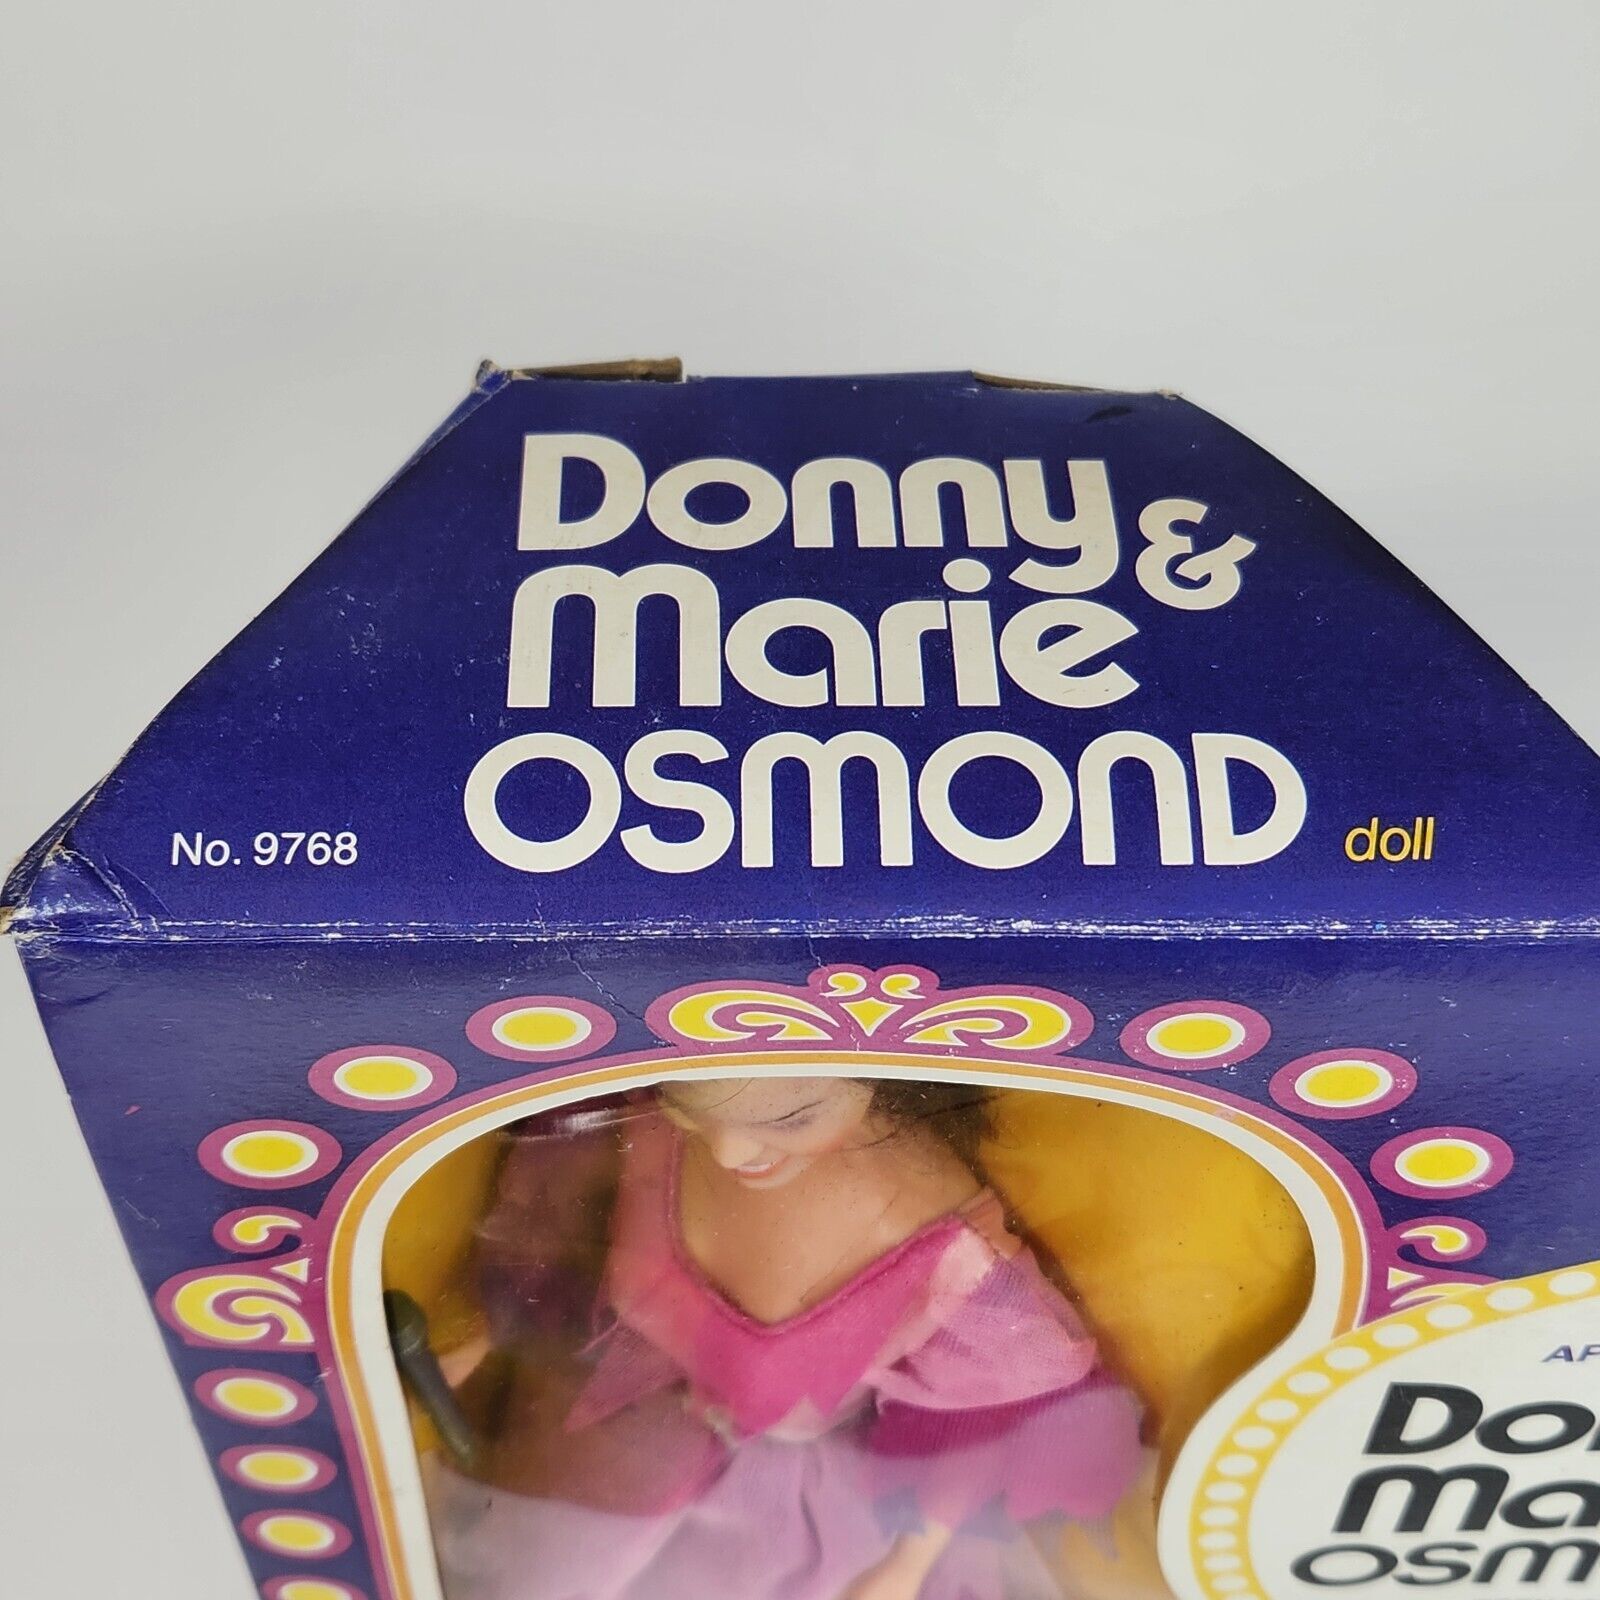 Donny &
Marie
OSMOND
No. 9768
doll